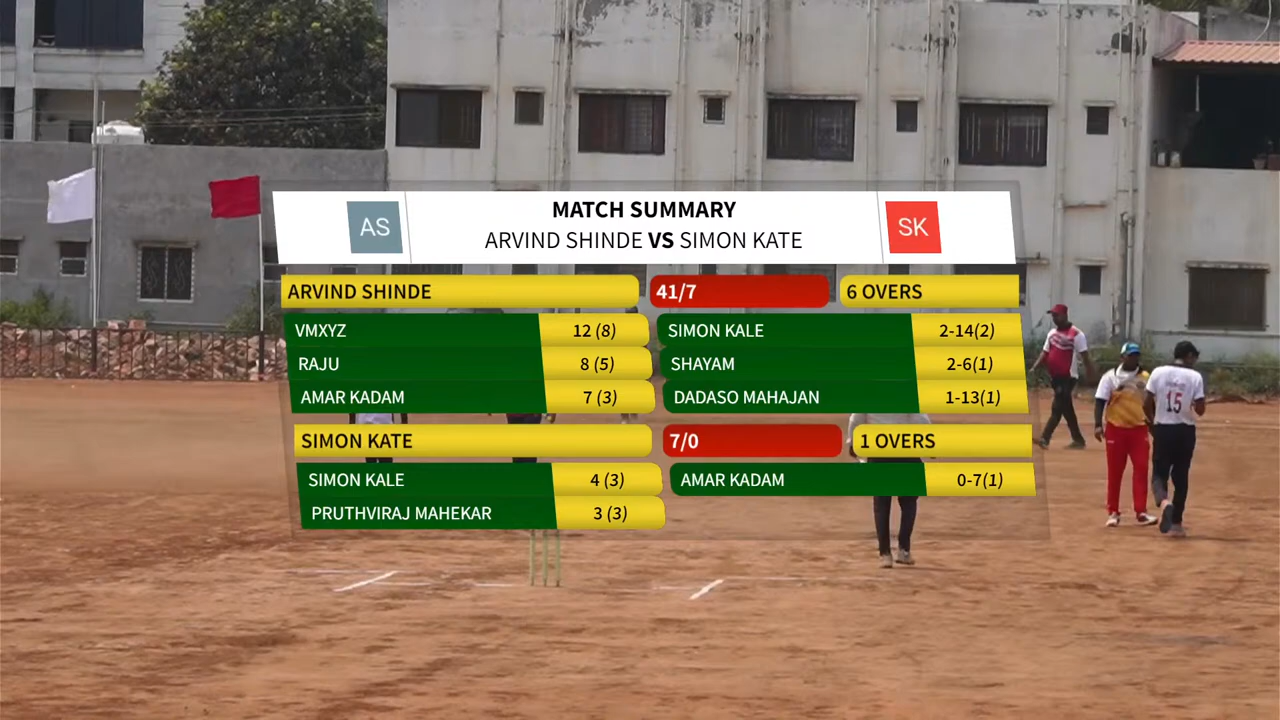 AS
MATCH SUMMARY
SK
ARVIND SHINDE VS SIMON KATE
ARVIND SHINDE 41/7 6 OVERS
VMXYZ 12 (8) SIMON KALE 2-14(2)
RAJU 8 (5) SHAYAM 2-6(1)
AMAR KADAM 7 (3) DADASO MAHAJAN 1-13(1)
SIMON KATE 7/0 1 OVERS
SIMON KALE 4 (3) AMAR KADAM 0-7(1)
PRUTHVIRAJ MAHEKAR 3 (3)
15